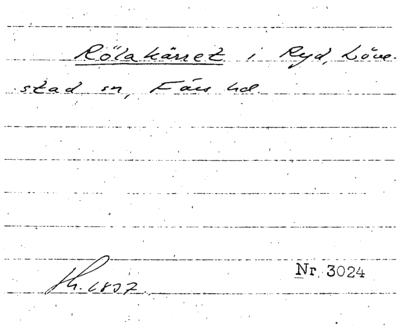 Rölakärret i Ryd, Löve-
stad sn, Färs hd.
Nr 3024